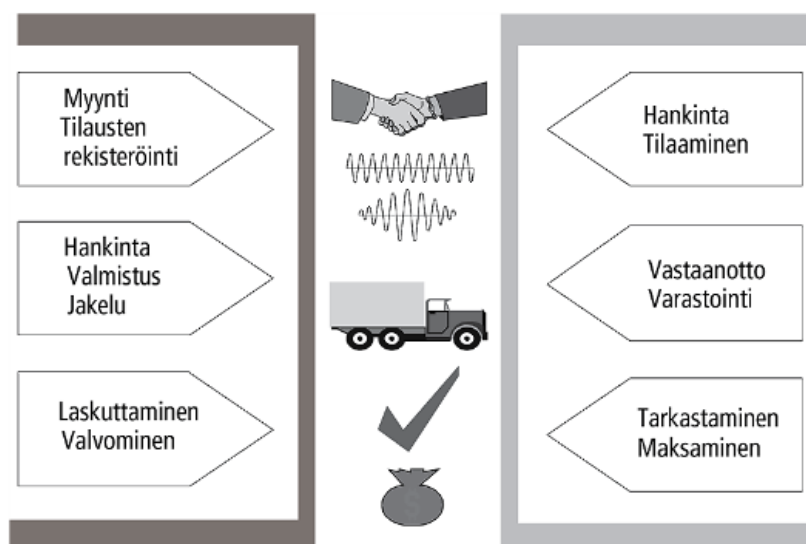 Myynti
Tilausten
rekisteröinti
Hankinta
Valmistus
Jakelu
Laskuttaminen
Valvominen
$
Hankinta
Tilaaminen
Vastaanotto
Varastointi
Tarkastaminen
Maksaminen